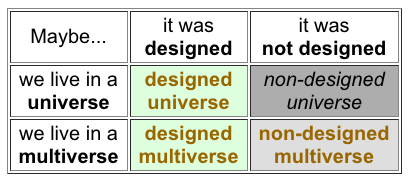 Maybe...
it was
designed
it was
not designed
we live in a
universe
designed
universe
non-designed
universe
we live in a
multiverse
designed
multiverse
non-designed
multiverse